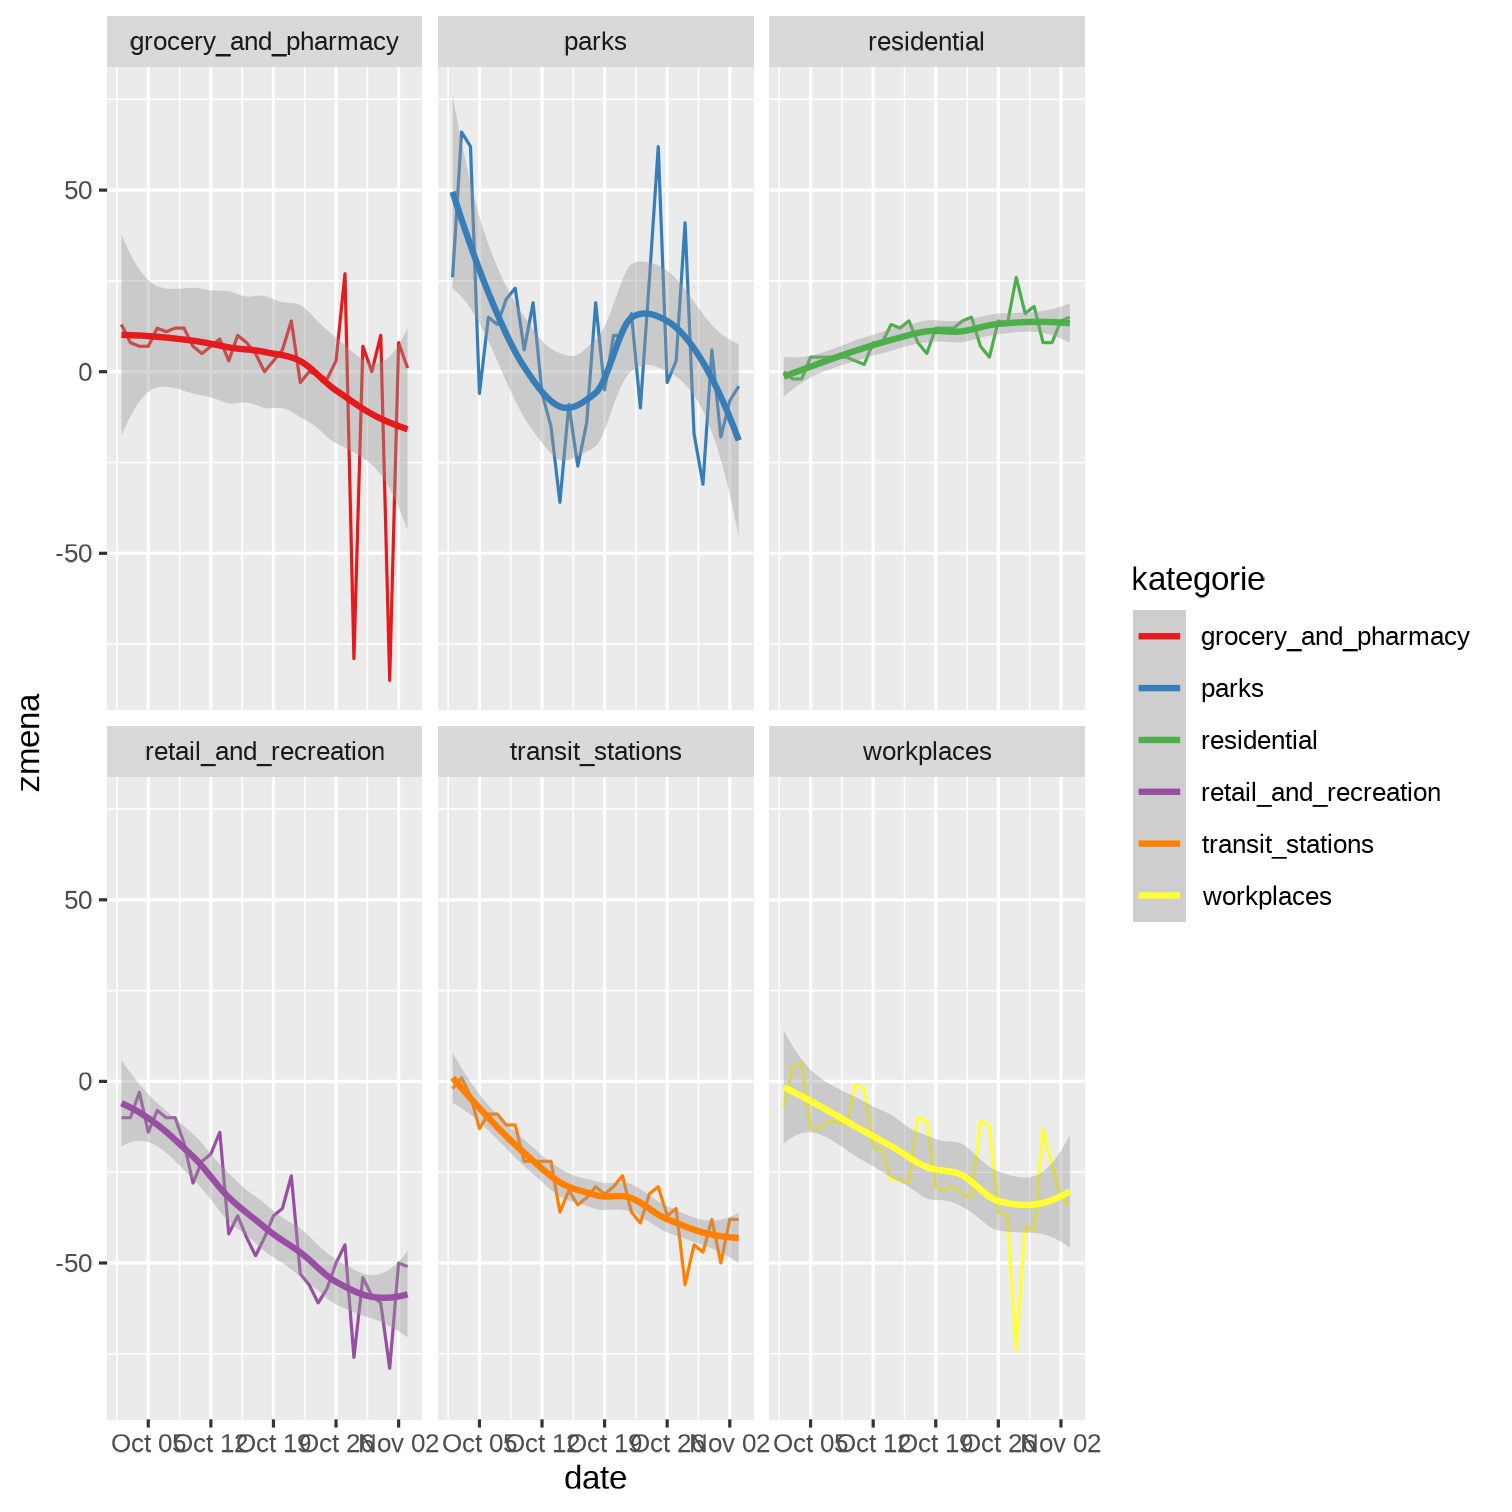 grocery_and_pharmacy parks residential
50
0
-50
zmena
retail_and_recreation transit_stations workplaces
50
0
-50
Oct 05 Oct 12 Oct 19 Oct 26 Nov 02 Oct 05 Oct 12 Oct 19 Oct 26 Nov 02 Oct 05 Oct 12 Oct 19 Oct 26 Nov 02
date
kategorie
grocery_and_pharmacy
parks
residential
retail_and_recreation
transit_stations
workplaces